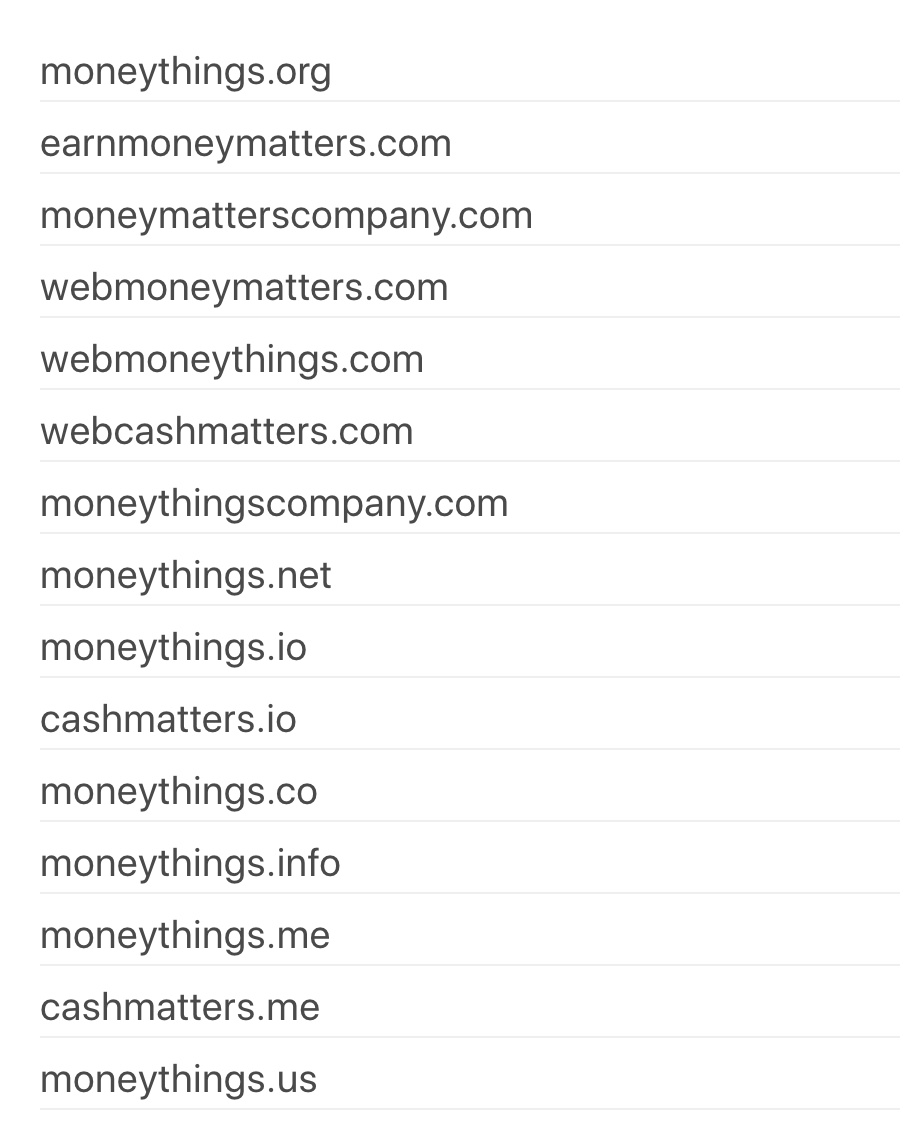 moneythings.org
earnmoneymatters.com
moneymatterscompany.com
webmoneymatters.com
webmoneythings.com
webcashmatters.com
moneythingscompany.com
moneythings.net
moneythings.io
cashmatters.io
moneythings.co
moneythings.info
moneythings.me
cashmatters.me
moneythings.us